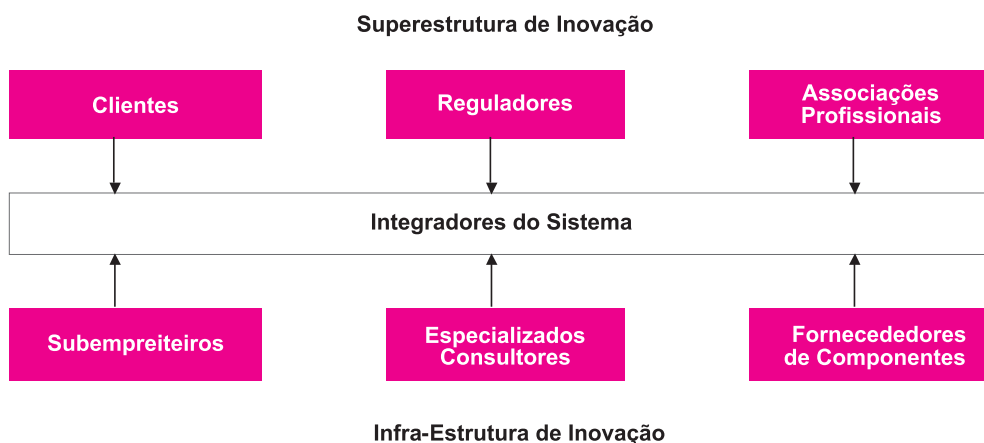 Superestrutura de Inovação
Clientes
Reguladores
Associações
Profissionais
Integradores do Sistema
Subempreiteiros
Especializados
Consultores
Fornecededores
de Componentes
Infra-Estrutura de Inovação